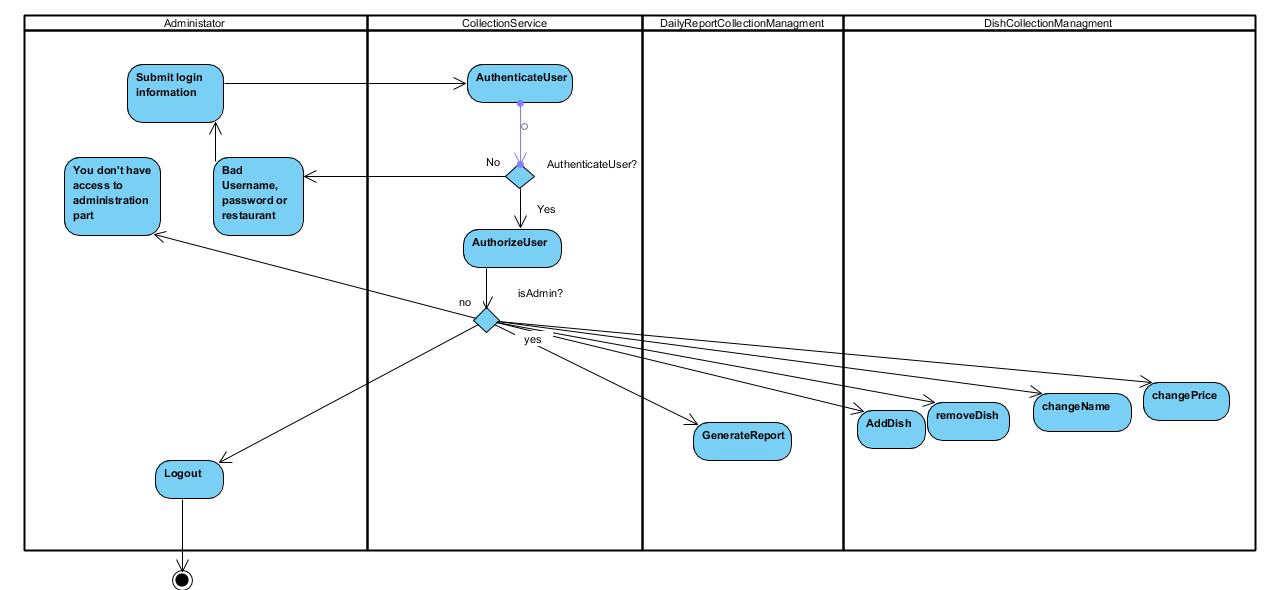 Administator
CollectionService
DailyReportCollectionManagment
DishCollectionManagment
Submit login
information
AuthenticateUser
No
AuthenticateUser?
You don't have
access to
administration
part
Bad
Username,
password or
restaurant
Yes
AuthorizeUser
isAdmin?
no
yes
changePrice
changeName
removeDish
AddDish
GenerateReport
Logout